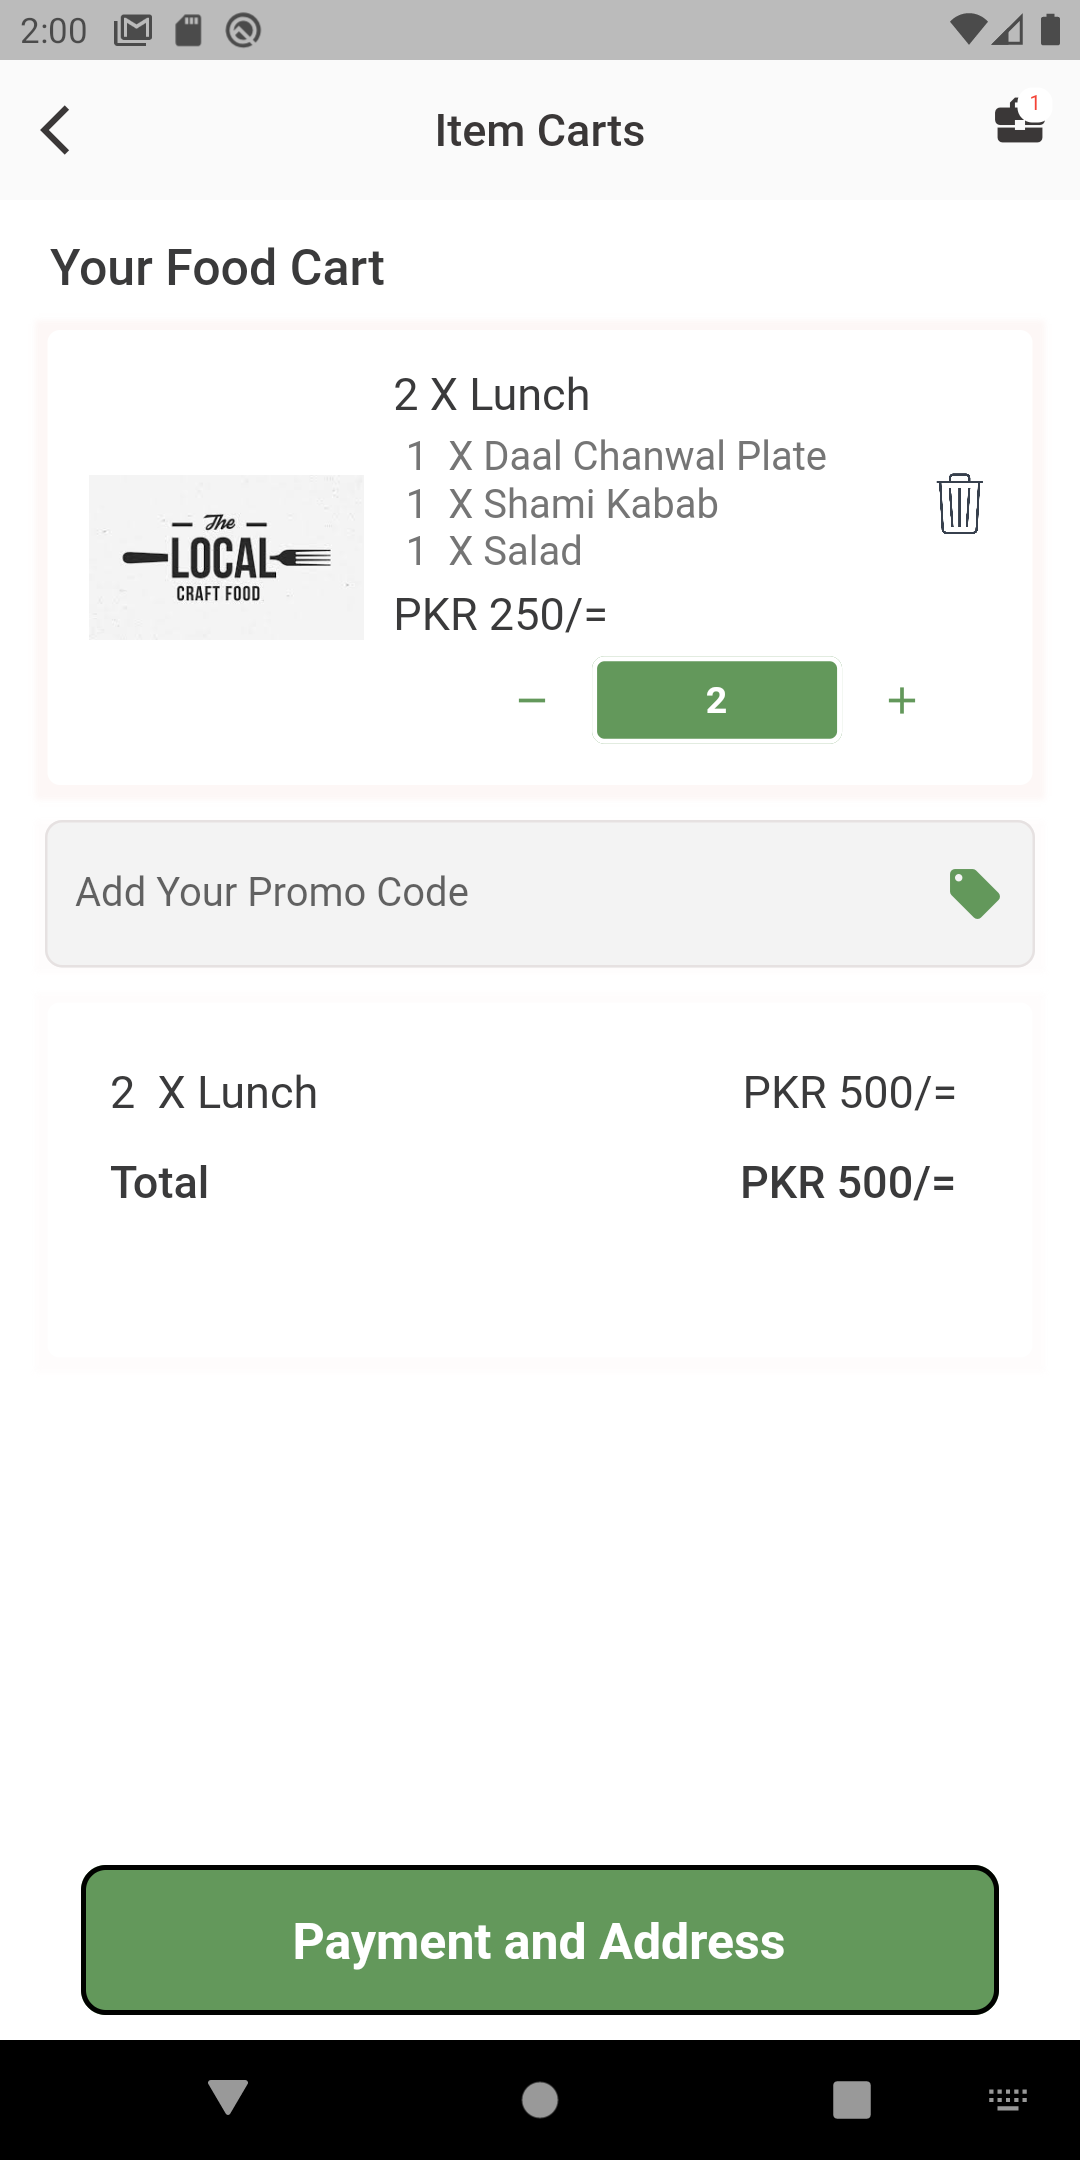 2:00
1
Item Carts
Your Food Cart
2 X Lunch
1 X Daal Chanwal Plate
1 X Shami Kabab
1 X Salad
PKR 250/=
The
LOCAL
CRAFT FOOD
2
Add Your Promo Code
2 X Lunch PKR 500/=
Total PKR 500/=
Payment and Address